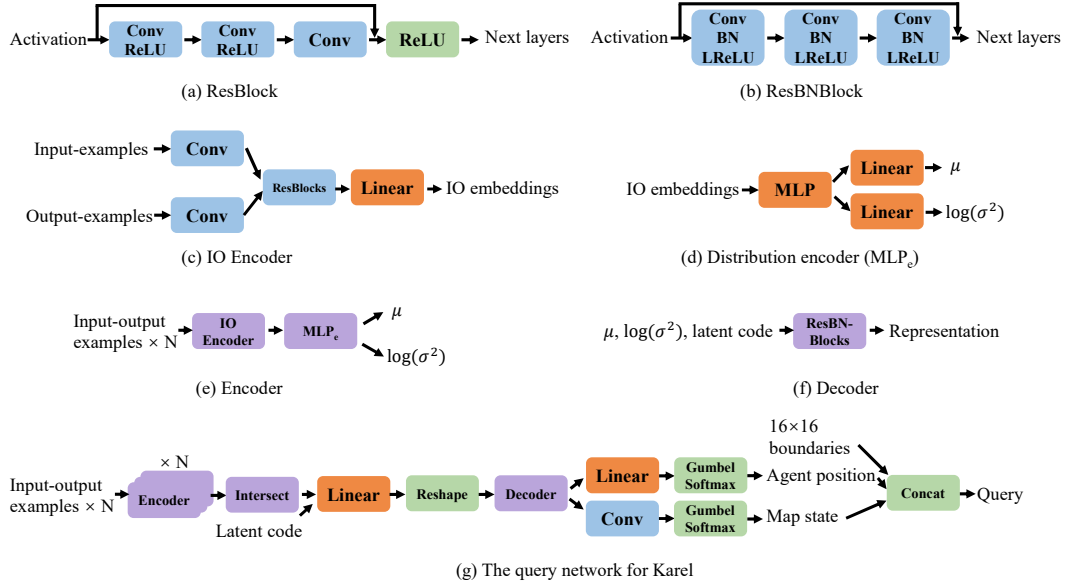 Activation
Conv
ReLU
Conv
ReLU
Conv
ReLU
Next layers
(a) ResBlock
Activation
Conv
BN
LReLU
Conv
BN
LReLU
Conv
BN
LReLU
Next layers
(b) ResBNBlock
Input-examples
Conv
Output-examples
Conv
ResBlocks
Linear
IO embeddings
(c) IO Encoder
IO embeddings
MLP
Linear
μ
Linear
log(σ²)
(d) Distribution encoder (MLPₑ)
Input-output
examples × N
IO
Encoder
MLPₑ
μ
log(σ²)
(e) Encoder
μ, log(σ²), latent code
ResBN-
Blocks
Representation
(f) Decoder
Input-output
examples × N
× N
Encoder
Intersect
Latent code
Linear
Reshape
Decoder
Linear
Gumbel
Softmax
Conv
Gumbel
Softmax
16×16
boundaries
Agent position
Map state
Concat
Query
(g) The query network for Karel